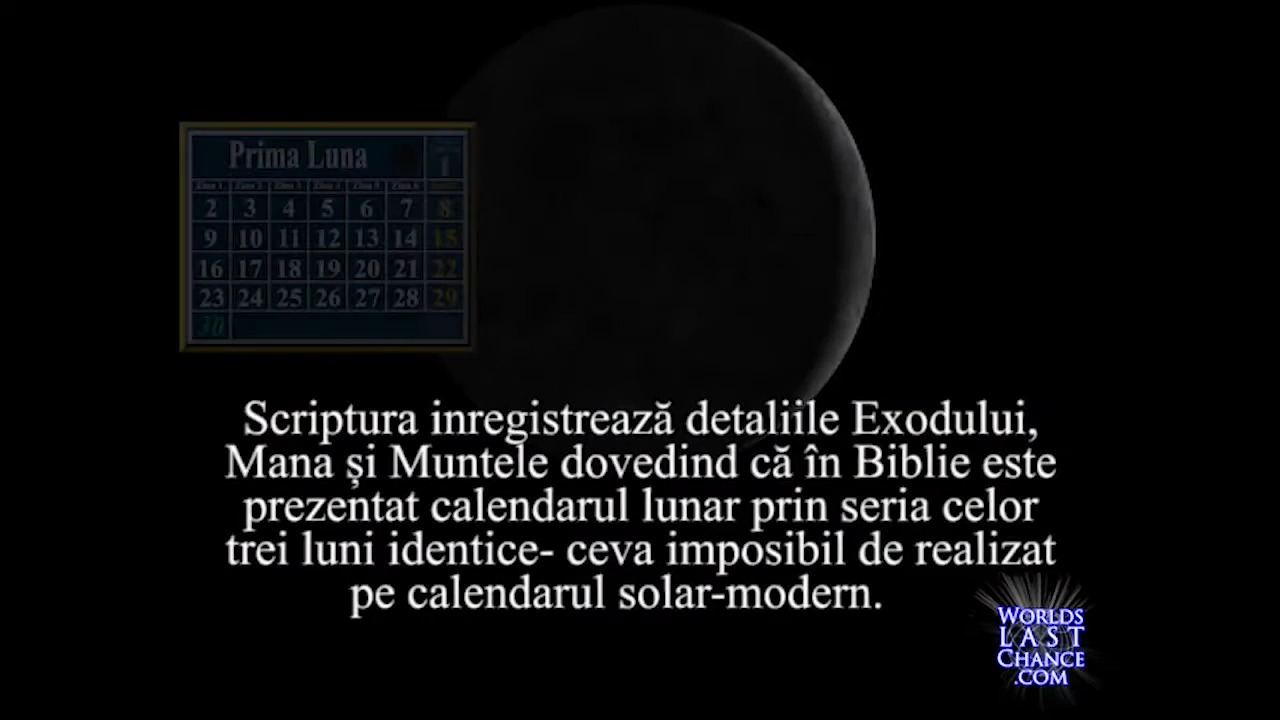 Prima Luna
1
2 3 4 5 6 7 8
9 10 11 12 13 14 15
16 17 18 19 20 21 22
23 24 25 26 27 28 29
30
Scriptura inregistrează detaliile Exodului,
Mana și Muntele dovedind că în Biblie este
prezentat calendarul lunar prin seria celor
trei luni identice- ceva imposibil de realizat
pe calendarul solar-modern.
WORLDS
LAST
CHANCE
.COM